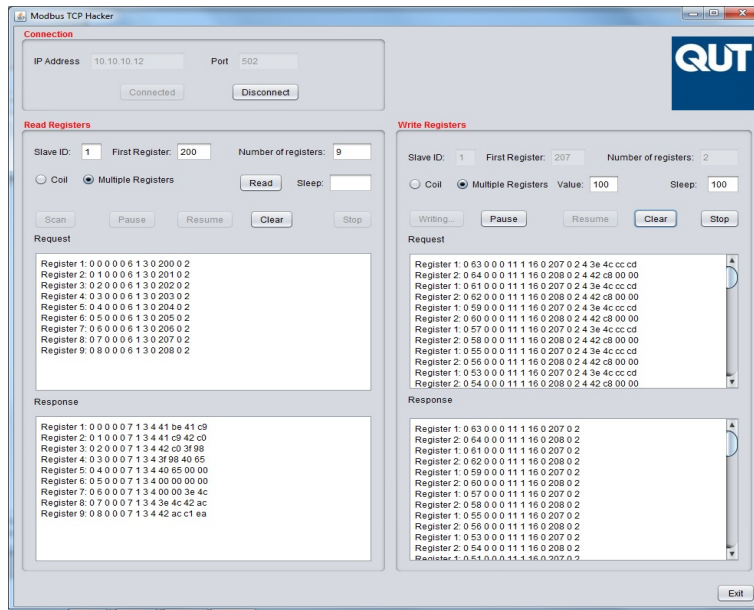 Modbus TCP Hacker
Connection
IP Address 10.10.10.12 Port 502
Connected Disconnect
QUT
Read Registers
Slave ID: 1 First Register: 200 Number of registers: 9
Coil Multiple Registers Read Sleep:
Scan Pause Resume Clear Stop
Request
Register 1: 0 0 0 0 0 6 1 3 0 200 0 2
Register 2: 0 1 0 0 0 6 1 3 0 201 0 2
Register 3: 0 2 0 0 0 6 1 3 0 202 0 2
Register 4: 0 3 0 0 0 6 1 3 0 203 0 2
Register 5: 0 4 0 0 0 6 1 3 0 204 0 2
Register 6: 0 5 0 0 0 6 1 3 0 205 0 2
Register 7: 0 6 0 0 0 6 1 3 0 206 0 2
Register 8: 0 7 0 0 0 6 1 3 0 207 0 2
Register 9: 0 8 0 0 0 6 1 3 0 208 0 2
Response
Register 1: 0 0 0 0 0 7 1 3 4 41 be 41 c9
Register 2: 0 1 0 0 0 7 1 3 4 41 c9 42 c0
Register 3: 0 2 0 0 0 7 1 3 4 42 c0 3f 98
Register 4: 0 3 0 0 0 7 1 3 4 3f 98 40 65
Register 5: 0 4 0 0 0 7 1 3 4 40 65 00 00
Register 6: 0 5 0 0 0 7 1 3 4 00 00 00 00
Register 7: 0 6 0 0 0 7 1 3 4 00 00 3e 4c
Register 8: 0 7 0 0 0 7 1 3 4 3e 4c 42 ac
Register 9: 0 8 0 0 0 7 1 3 4 42 ac c1 ea
Write Registers
Slave ID: 1 First Register: 207 Number of registers: 2
Coil Multiple Registers Value: 100 Sleep: 100
Writing... Pause Resume Clear Stop
Request
Register 1: 0 63 0 0 0 11 1 16 0 207 0 2 4 3e 4c cc cd
Register 2: 0 64 0 0 0 11 1 16 0 208 0 2 4 42 c8 00 00
Register 1: 0 61 0 0 0 11 1 16 0 207 0 2 4 3e 4c cc cd
Register 2: 0 62 0 0 0 11 1 16 0 208 0 2 4 42 c8 00 00
Register 1: 0 59 0 0 0 11 1 16 0 207 0 2 4 3e 4c cc cd
Register 2: 0 60 0 0 0 11 1 16 0 208 0 2 4 42 c8 00 00
Register 1: 0 57 0 0 0 11 1 16 0 207 0 2 4 3e 4c cc cd
Register 2: 0 58 0 0 0 11 1 16 0 208 0 2 4 42 c8 00 00
Register 1: 0 55 0 0 0 11 1 16 0 207 0 2 4 3e 4c cc cd
Register 2: 0 56 0 0 0 11 1 16 0 208 0 2 4 42 c8 00 00
Register 1: 0 53 0 0 0 11 1 16 0 207 0 2 4 3e 4c cc cd
Register 2: 0 54 0 0 0 11 1 16 0 208 0 2 4 42 c8 00 00
Response
Register 1: 0 63 0 0 0 11 1 16 0 207 0 2
Register 2: 0 64 0 0 0 11 1 16 0 208 0 2
Register 1: 0 61 0 0 0 11 1 16 0 207 0 2
Register 2: 0 62 0 0 0 11 1 16 0 208 0 2
Register 1: 0 59 0 0 0 11 1 16 0 207 0 2
Register 2: 0 60 0 0 0 11 1 16 0 208 0 2
Register 1: 0 57 0 0 0 11 1 16 0 207 0 2
Register 2: 0 58 0 0 0 11 1 16 0 208 0 2
Register 1: 0 55 0 0 0 11 1 16 0 207 0 2
Register 2: 0 56 0 0 0 11 1 16 0 208 0 2
Register 1: 0 53 0 0 0 11 1 16 0 207 0 2
Register 2: 0 54 0 0 0 11 1 16 0 208 0 2
Register 1: 0 51 0 0 0 11 1 16 0 207 0 2
Exit